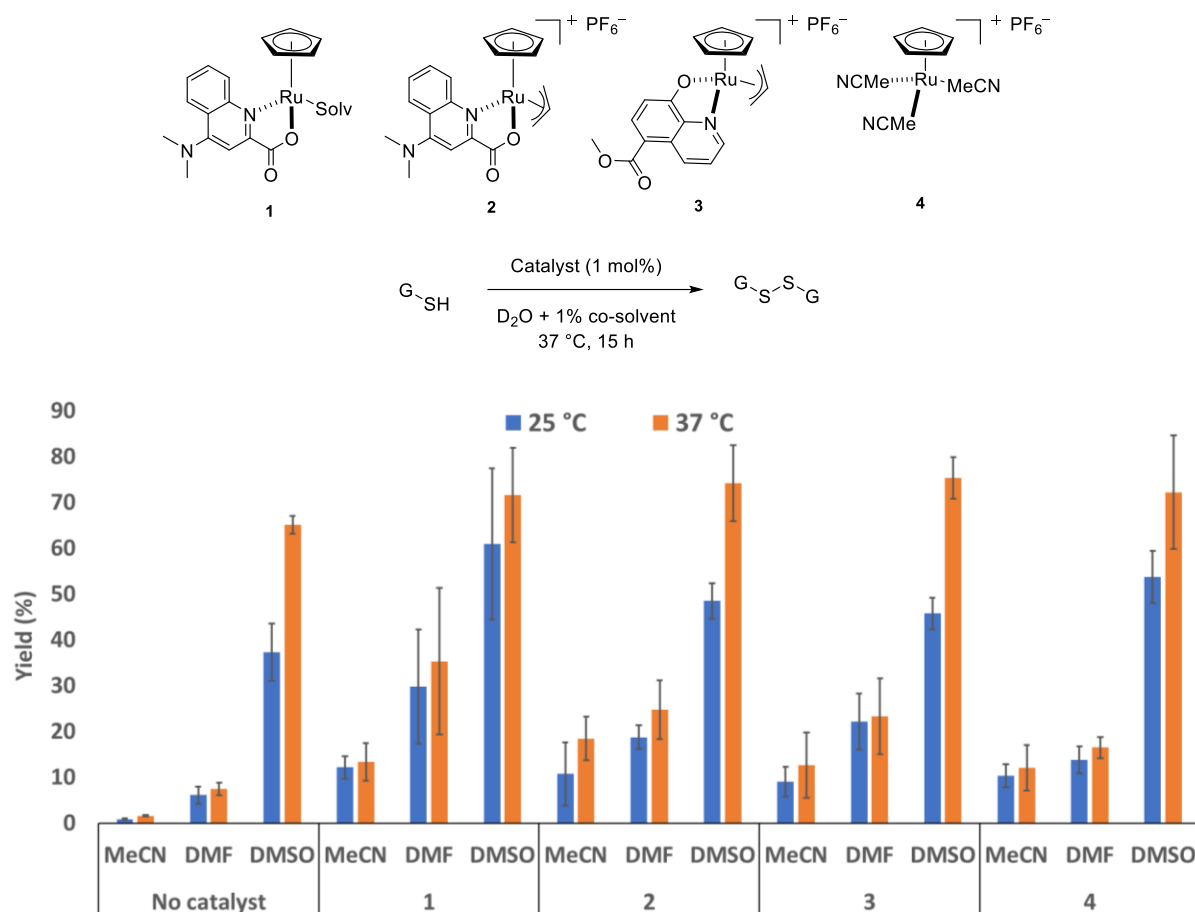 Ru
Solv
N
O
O
N
1
+ PF6−
Ru
N
O
O
N
2
+ PF6−
O
Ru
N
O
O
3
+ PF6−
NCMe
Ru
MeCN
NCMe
4
G
SH
Catalyst (1 mol%)
D2O + 1% co-solvent
37 °C, 15 h
G
S
S
G
25 °C 37 °C
Yield (%)
90
80
70
60
50
40
30
20
10
0
MeCN DMF DMSO MeCN DMF DMSO MeCN DMF DMSO MeCN DMF DMSO MeCN DMF DMSO
No catalyst 1 2 3 4